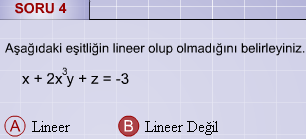 SORU 4
Aşağıdaki eşitliğin lineer olup olmadığını belirleyiniz.
x + 2x³y + z = -3
A Lineer B Lineer Değil